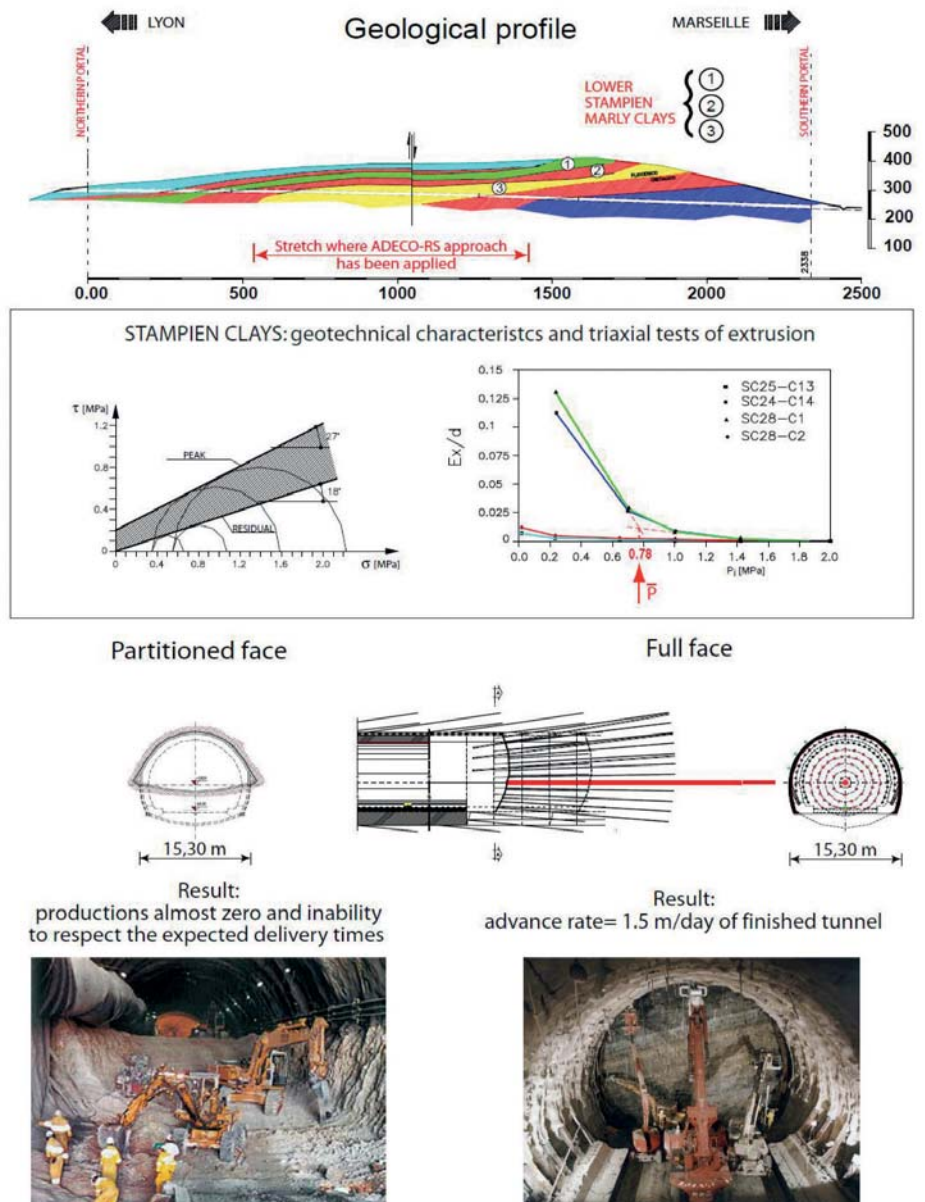 LYON
Geological profile
MARSEILLE
NORTHERN PORTAL
SOUTHERN PORTAL
LOWER
STAMPIEN
MARLY CLAYS
1
2
3
500
400
300
200
100
1
2
3
Stretch where ADECO-RS approach
has been applied
2338
0.00 500 1000 1500 2000 2500
STAMPIEN CLAYS: geotechnical characteristcs and triaxial tests of extrusion
τ [MPa]
1.2
0.8
0.4
0
PEAK
RESIDUAL
27°
18°
0 1.0 2.0
σ [MPa]
0.15
0.125
0.1
0.075
0.05
0.025
0
Ex/d
SC25-C13
SC24-C14
SC28-C1
SC28-C2
0.0 0.2 0.4 0.6 0.78 1.0 1.2 1.4 1.6 1.8 2.0
Pi [MPa]
P̅
Partitioned face
Full face
15,30 m
15,30 m
Result:
productions almost zero and inability
to respect the expected delivery times
Result:
advance rate= 1.5 m/day of finished tunnel